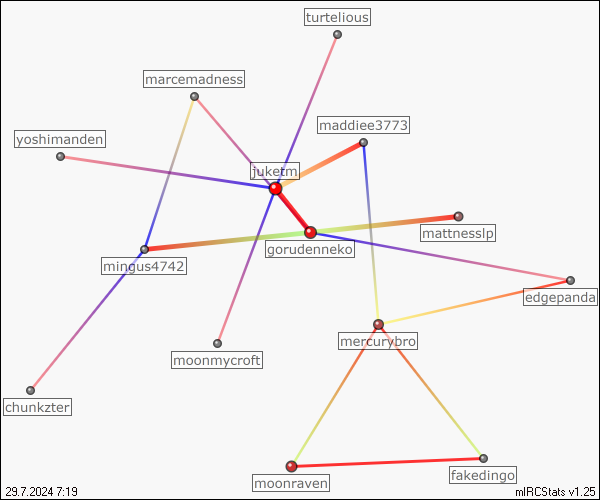 turtelious
marcemadness
maddiee3773
yoshimanden
juketm
mattnesslp
gorudenneko
mingus4742
edgepanda
mercurybro
moonmycroft
chunkzter
fakedingo
moonraven
29.7.2024 7:19
mIRCStats v1.25